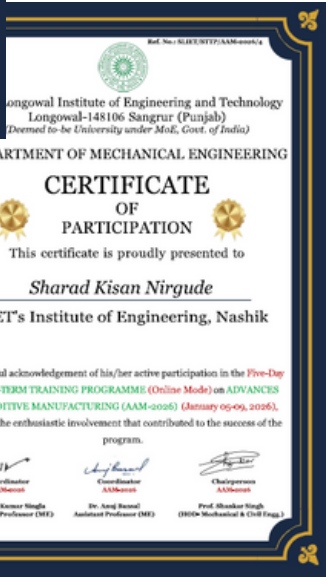 Ref. No.: SLIET/STTP/AAM-2026/4
Longowal Institute of Engineering and Technology
Longowal-148106 Sangrur (Punjab)
(Deemed to-be University under MoE, Govt. of India)
ARTMENT OF MECHANICAL ENGINEERING
CERTIFICATE
OF
PARTICIPATION
This certificate is proudly presented to
Sharad Kisan Nirgude
ET's Institute of Engineering, Nashik
ul acknowledgement of his/her active participation in the Five-Day
TERM TRAINING PROGRAMME (Online Mode) on ADVANCES
DITIVE MANUFACTURING (AAM-2026) (January 05-09, 2026),
he enthusiastic involvement that contributed to the success of the
program.
rdinator Coordinator Chairperson
AAM-2026 AAM-2026
Kumar Singla Dr. Anuj Bansal Prof. Shankar Singh
Professor (ME) Assistant Professor (ME) (HOD- Mechanical & Civil Engg.)